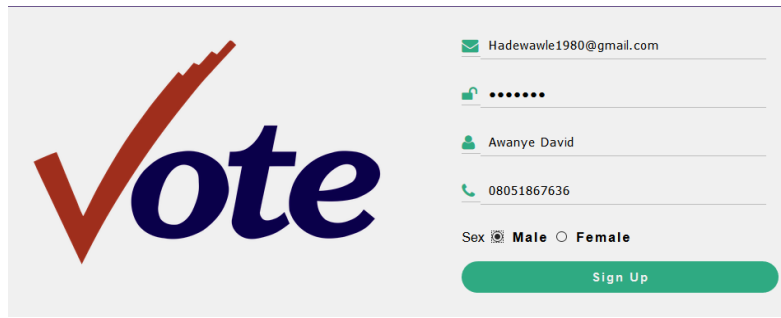 Vote
Hadewawle1980@gmail.com
•••••••
Awanye David
08051867636
Sex Male Female
Sign Up